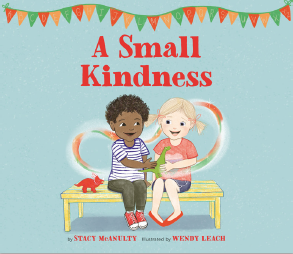 A Small
Kindness
by STACY McANULTY illustrated by WENDY LEACH